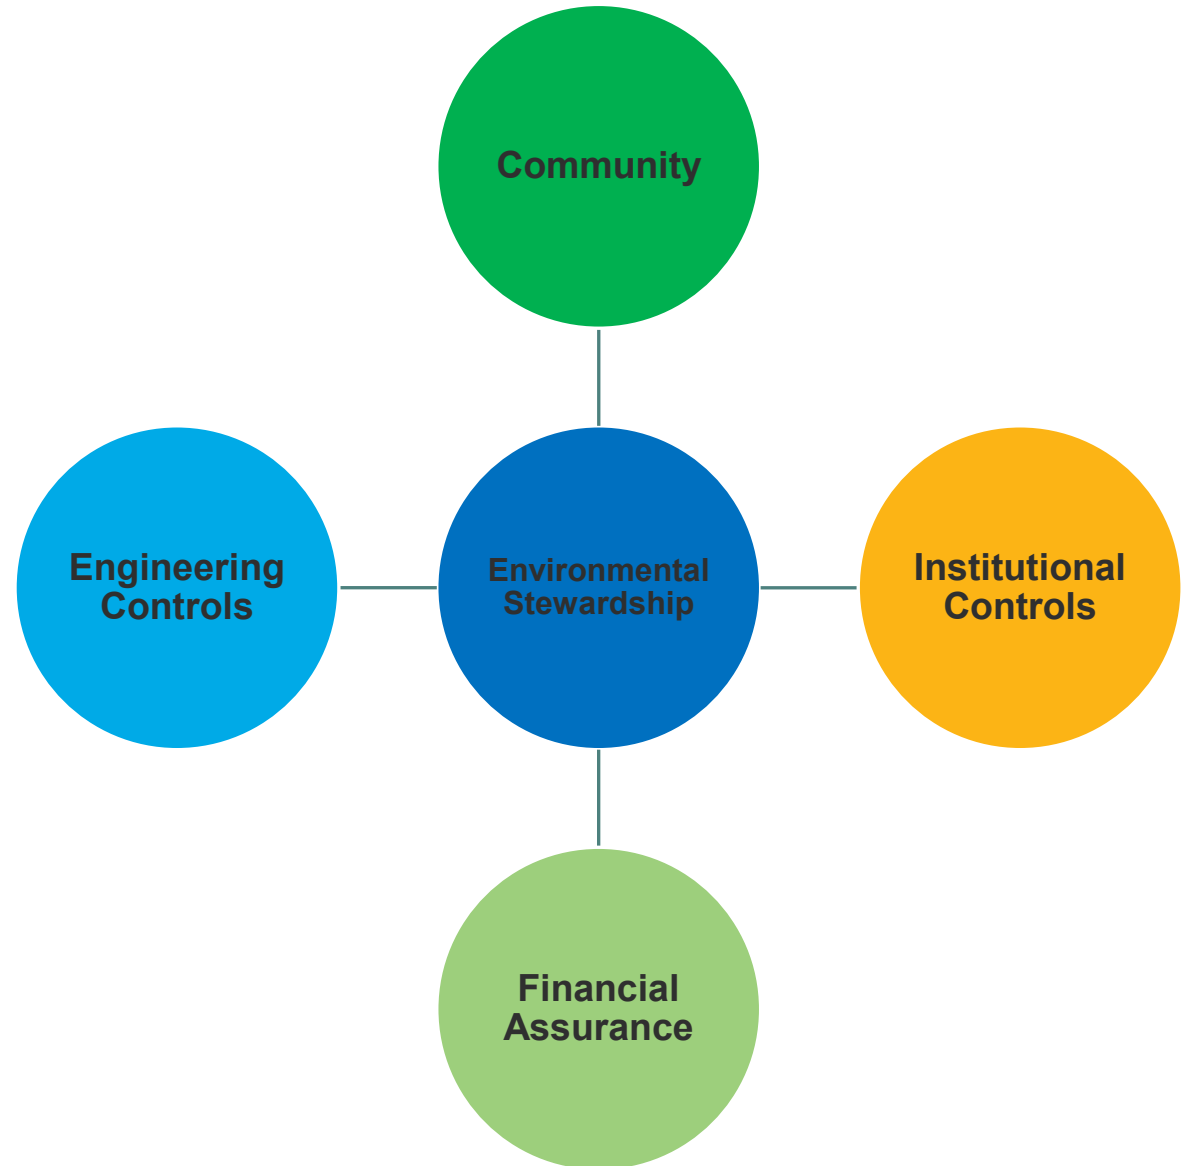 Community
Engineering
Controls
Environmental
Stewardship
Institutional
Controls
Financial
Assurance